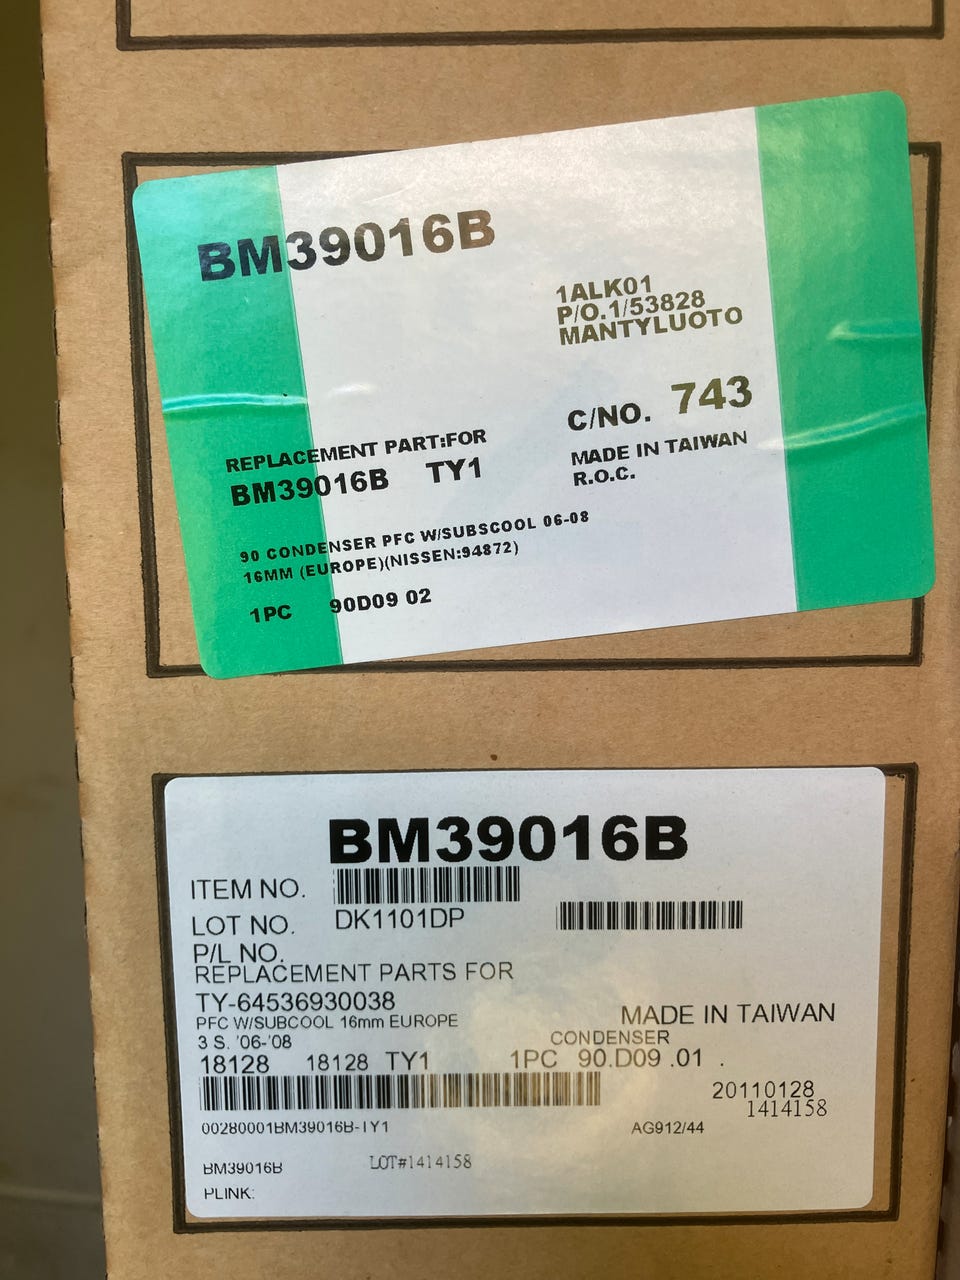 BM39016B
1ALK01
P/O.1/53828
MANTYLUOTO
C/NO. 743
MADE IN TAIWAN
R.O.C.
REPLACEMENT PART:FOR
BM39016B TY1
90 CONDENSER PFC W/SUBSCOOL 06-08
16MM (EUROPE)(NISSEN:94872)
1PC 90D09 02
BM39016B
ITEM NO.
LOT NO. DK1101DP
P/L NO.
REPLACEMENT PARTS FOR
TY-64536930038
PFC W/SUBCOOL 16mm EUROPE
3 S. '06-'08
MADE IN TAIWAN
CONDENSER
18128 18128 TY1 1PC 90.D09 .01 .
20110128
1414158
00280001BM39016B-TY1
AG912/44
BM39016B LOT#1414158
PLINK: